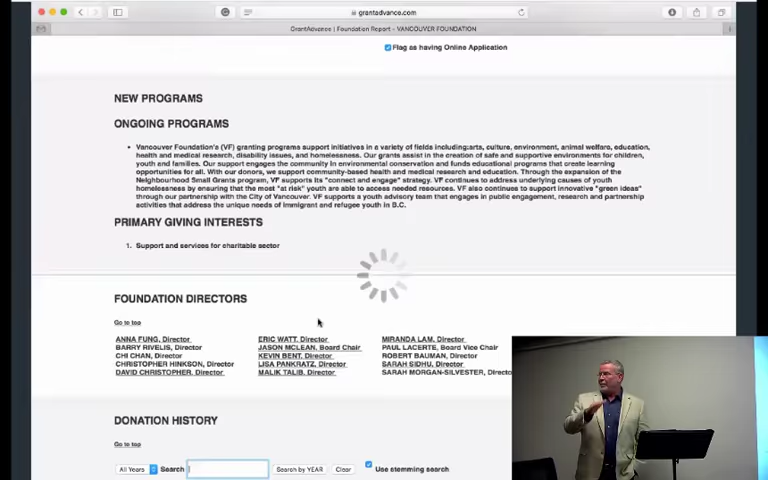 grantadvance.com
GrantAdvance | Foundation Report - VANCOUVER FOUNDATION
Flag as having Online Application
NEW PROGRAMS
ONGOING PROGRAMS
• Vancouver Foundation's (VF) granting programs support initiatives in a variety of fields including:arts, culture, environment, animal welfare, education,
health and medical research, disability issues, and homelessness. Our grants assist in the creation of safe and supportive environments for children,
youth and families. Our support engages the community in environmental conservation and funds educational programs that create learning
opportunities for all. With our donors, we support community-based health and medical research and education. Through the expansion of the
Neighbourhood Small Grants program, VF supports its "connect and engage" strategy. VF continues to address underlying causes of youth
homelessness by ensuring that the most "at risk" youth are able to access needed resources. VF also continues to support innovative "green ideas"
through our partnership with the City of Vancouver. VF supports a youth advisory team that engages in public engagement, research and partnership
activities that address the unique needs of immigrant and refugee youth in B.C.
PRIMARY GIVING INTERESTS
1. Support and services for charitable sector
FOUNDATION DIRECTORS
Go to top
ANNA FUNG, Director ERIC WATT, Director MIRANDA LAM, Director
BARRY RIVELIS, Director JASON MCLEAN, Board Chair PAUL LACERTE, Board Vice Chair
CHI CHAN, Director KEVIN BENT, Director ROBERT BAUMAN, Director
CHRISTOPHER HINKSON, Director LISA PANKRATZ, Director SARAH SIDHU, Director
DAVID CHRISTOPHER, Director MALIK TALIB, Director SARAH MORGAN-SILVESTER, Directo
DONATION HISTORY
Go to top
All Years Search Search by YEAR Clear Use stemming search